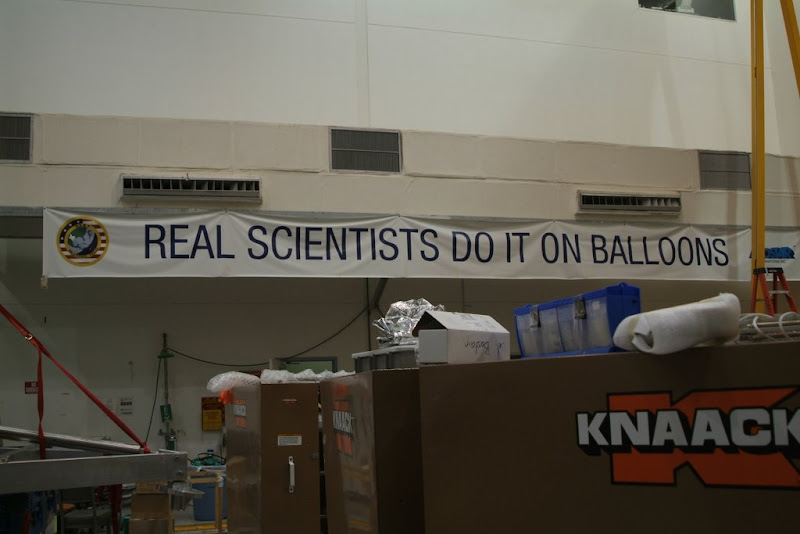 REAL SCIENTISTS DO IT ON BALLOONS
KNAACK